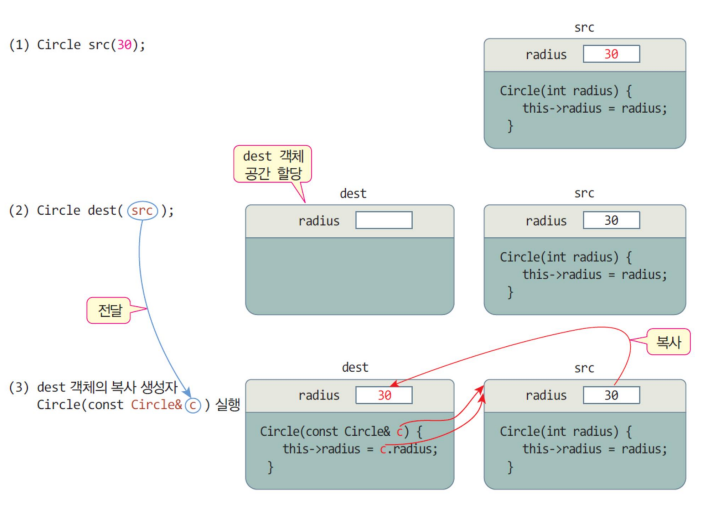 src
(1) Circle src(30);
radius 30
Circle(int radius) {
this->radius = radius;
}
dest 객체
공간 할당
dest
src
(2) Circle dest( src );
radius
radius 30
Circle(int radius) {
this->radius = radius;
}
전달
복사
dest
src
(3) dest 객체의 복사 생성자
Circle(const Circle& c ) 실행
radius 30
radius 30
Circle(const Circle& c) {
this->radius = c.radius;
}
Circle(int radius) {
this->radius = radius;
}